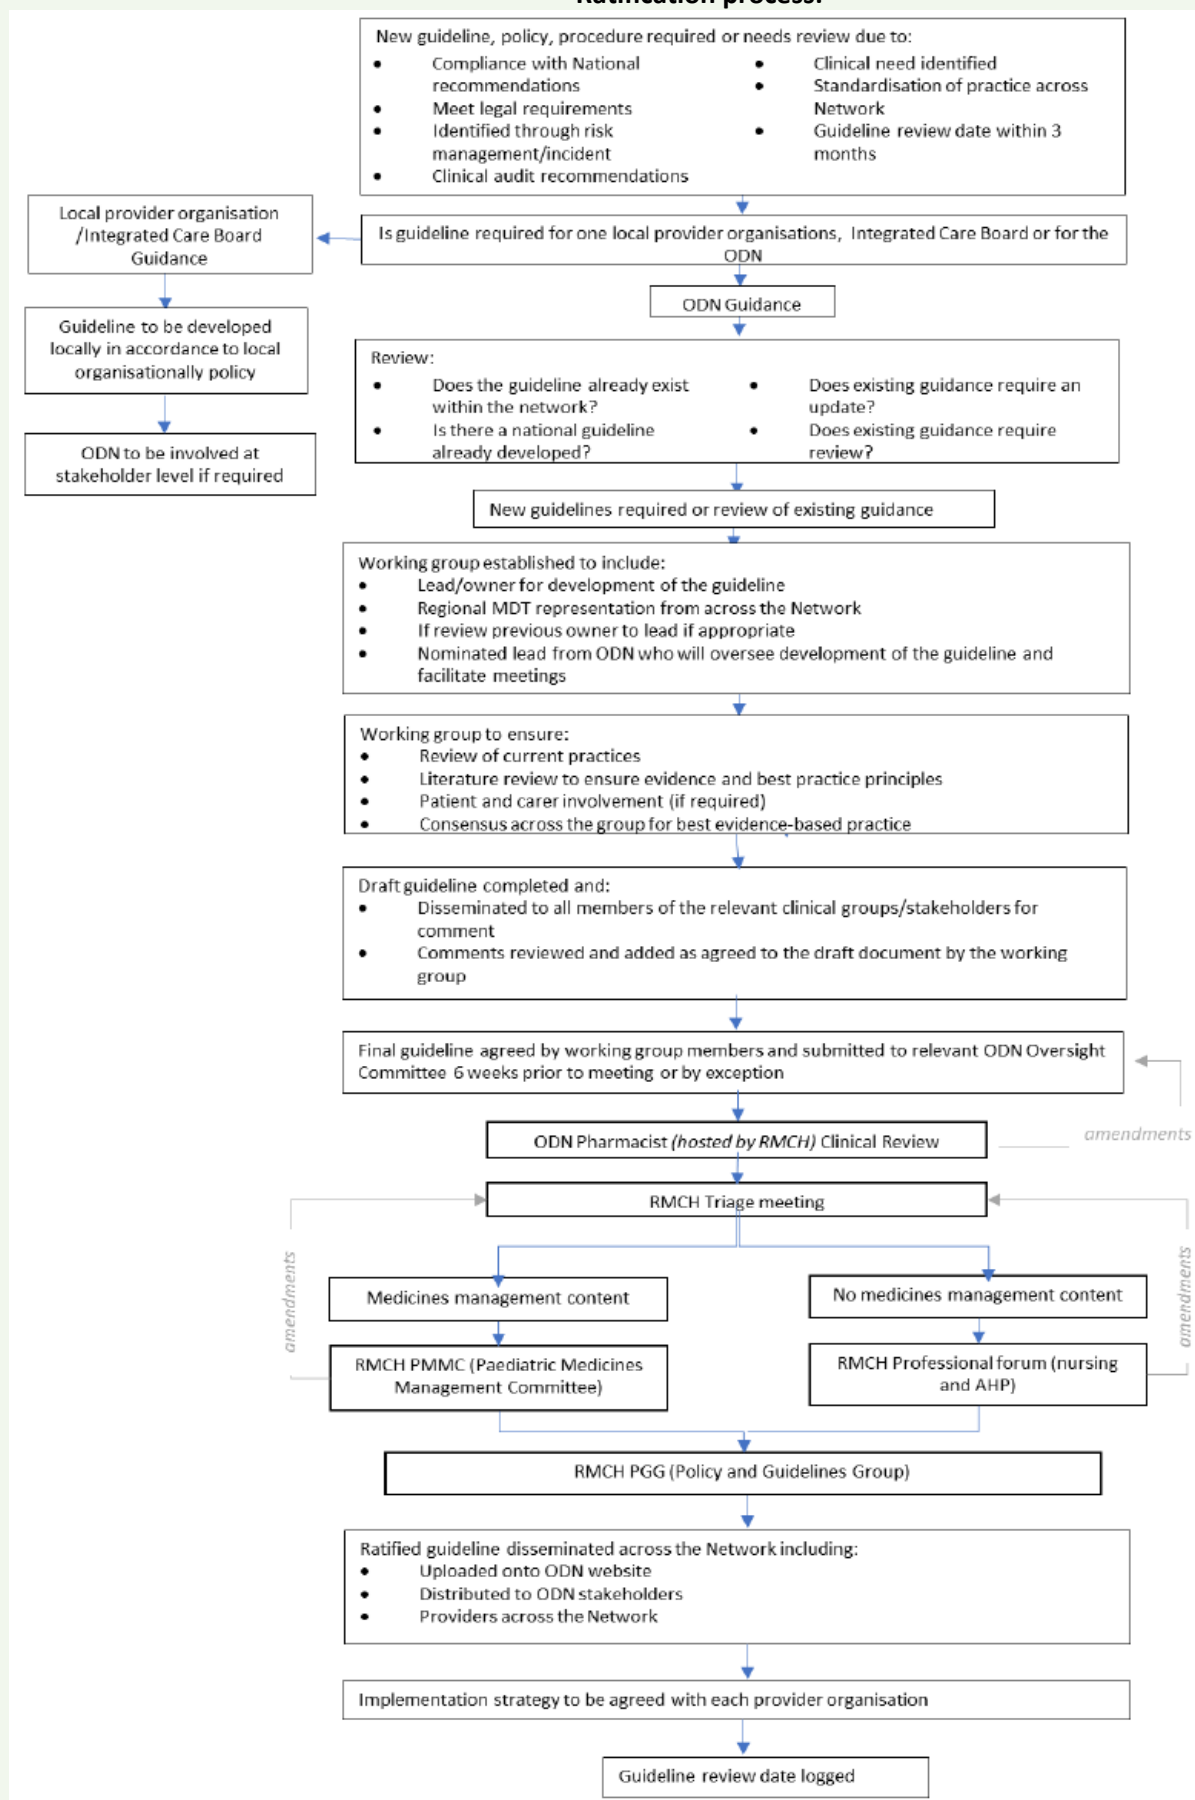 Ratification process:
New guideline, policy, procedure required or needs review due to:
• Compliance with National
recommendations
• Meet legal requirements
• Identified through risk
management/incident
• Clinical audit recommendations
• Clinical need identified
• Standardisation of practice across
Network
• Guideline review date within 3
months
Local provider organisation
/Integrated Care Board
Guidance
Is guideline required for one local provider organisations, Integrated Care Board or for the
ODN
ODN Guidance
Guideline to be developed
locally in accordance to local
organisationally policy
Review:
• Does the guideline already exist
within the network?
• Is there a national guideline
already developed?
• Does existing guidance require an
update?
• Does existing guidance require
review?
ODN to be involved at
stakeholder level if required
New guidelines required or review of existing guidance
Working group established to include:
• Lead/owner for development of the guideline
• Regional MDT representation from across the Network
• If review previous owner to lead if appropriate
• Nominated lead from ODN who will oversee development of the guideline and
facilitate meetings
Working group to ensure:
• Review of current practices
• Literature review to ensure evidence and best practice principles
• Patient and carer involvement (if required)
• Consensus across the group for best evidence-based practice
Draft guideline completed and:
• Disseminated to all members of the relevant clinical groups/stakeholders for
comment
• Comments reviewed and added as agreed to the draft document by the working
group
Final guideline agreed by working group members and submitted to relevant ODN Oversight
Committee 6 weeks prior to meeting or by exception
amendments
ODN Pharmacist (hosted by RMCH) Clinical Review
RMCH Triage meeting
amendments
amendments
Medicines management content
No medicines management content
RMCH PMMC (Paediatric Medicines
Management Committee)
RMCH Professional forum (nursing
and AHP)
RMCH PGG (Policy and Guidelines Group)
Ratified guideline disseminated across the Network including:
• Uploaded onto ODN website
• Distributed to ODN stakeholders
• Providers across the Network
Implementation strategy to be agreed with each provider organisation
Guideline review date logged